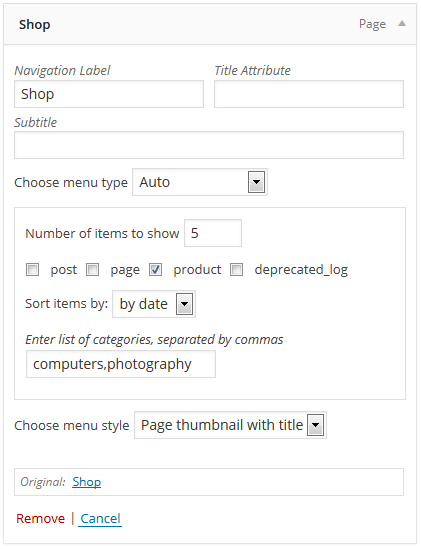 Shop Page
Navigation Label Title Attribute
Shop
Subtitle
Choose menu type Auto
Number of items to show 5
post page product deprecated_log
Sort items by: by date
Enter list of categories, separated by commas
computers,photography
Choose menu style Page thumbnail with title
Original: Shop
Remove | Cancel